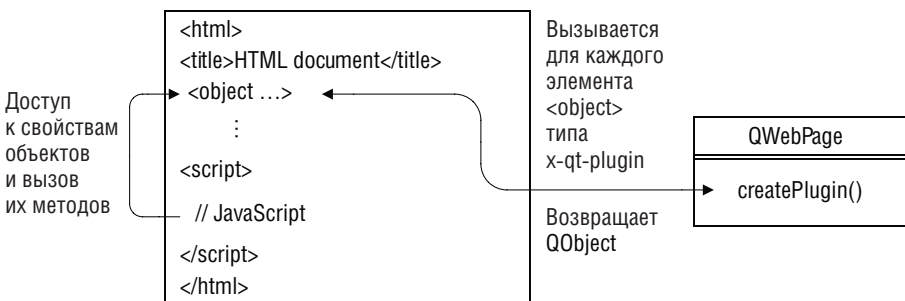 Доступ
к свойствам
объектов
и вызов
их методов
<html>
<title>HTML document</title>
<object …>
⋮
<script>
// JavaScript
</script>
</html>
Вызывается
для каждого
элемента
<object>
типа
x-qt-plugin
Возвращает
QObject
QWebPage
createPlugin()